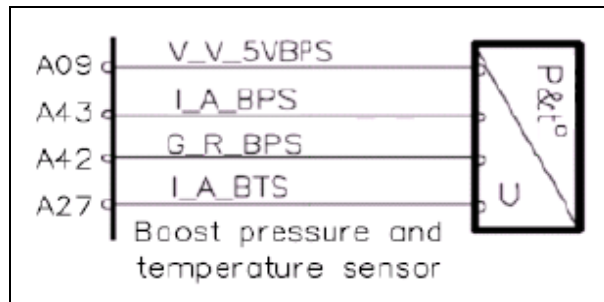 A09 V_V_5VBPS
A43 I_A_BPS
A42 G_R_BPS
A27 I_A_BTS
P&t°
U
Boost pressure and
temperature sensor